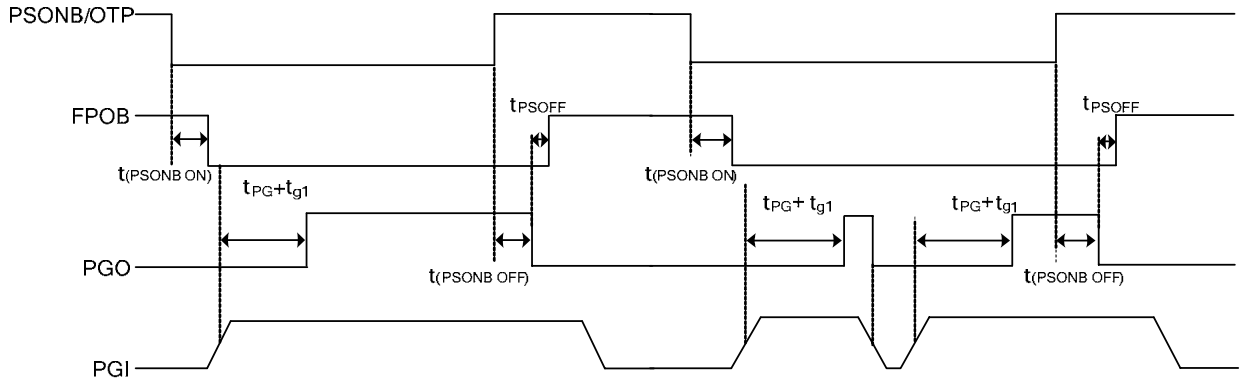 PSONB/OTP
FPOB
tPSOFF
tPSOFF
t(PSONB ON)
t(PSONB ON)
tPG+tg1
tPG+ tg1
tPG+tg1
PGO
t(PSONB OFF)
t(PSONB OFF)
PGI